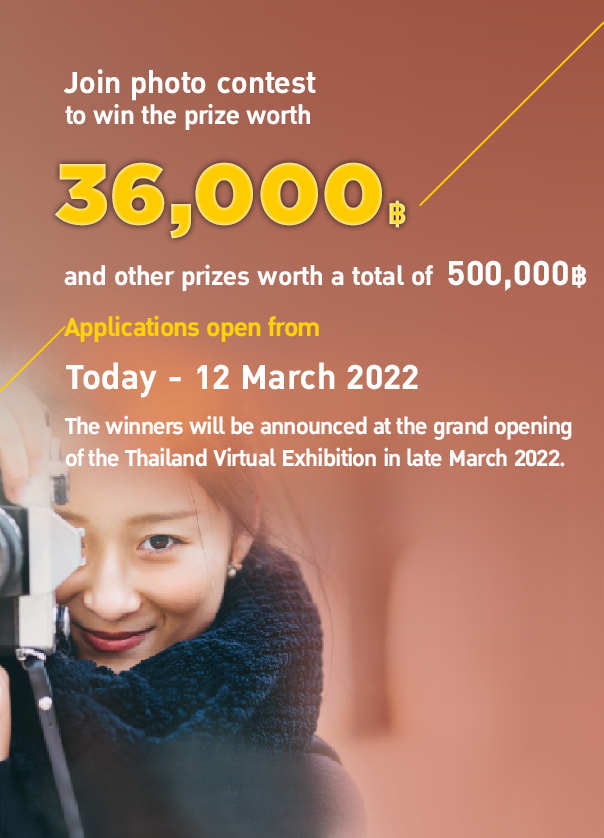 Join photo contest
to win the prize worth
36,000฿
and other prizes worth a total of 500,000฿
Applications open from
Today - 12 March 2022
The winners will be announced at the grand opening
of the Thailand Virtual Exhibition in late March 2022.